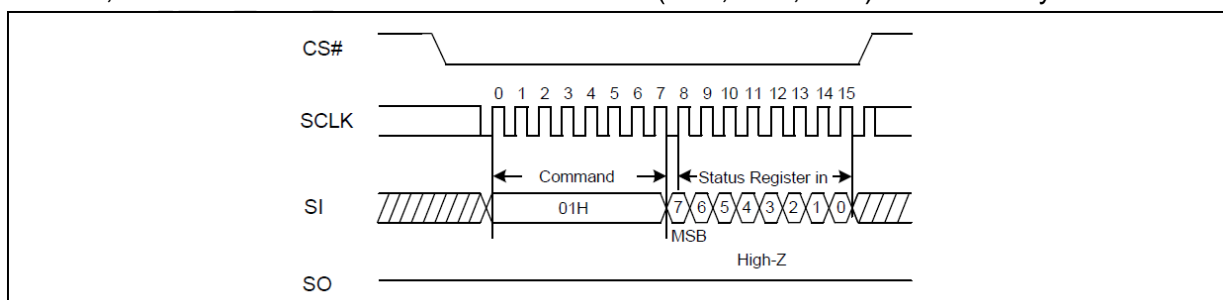 CS#
0 1 2 3 4 5 6 7 8 9 10 11 12 13 14 15
SCLK
Command
Status Register in
SI
01H
7 6 5 4 3 2 1 0
MSB
High-Z
SO